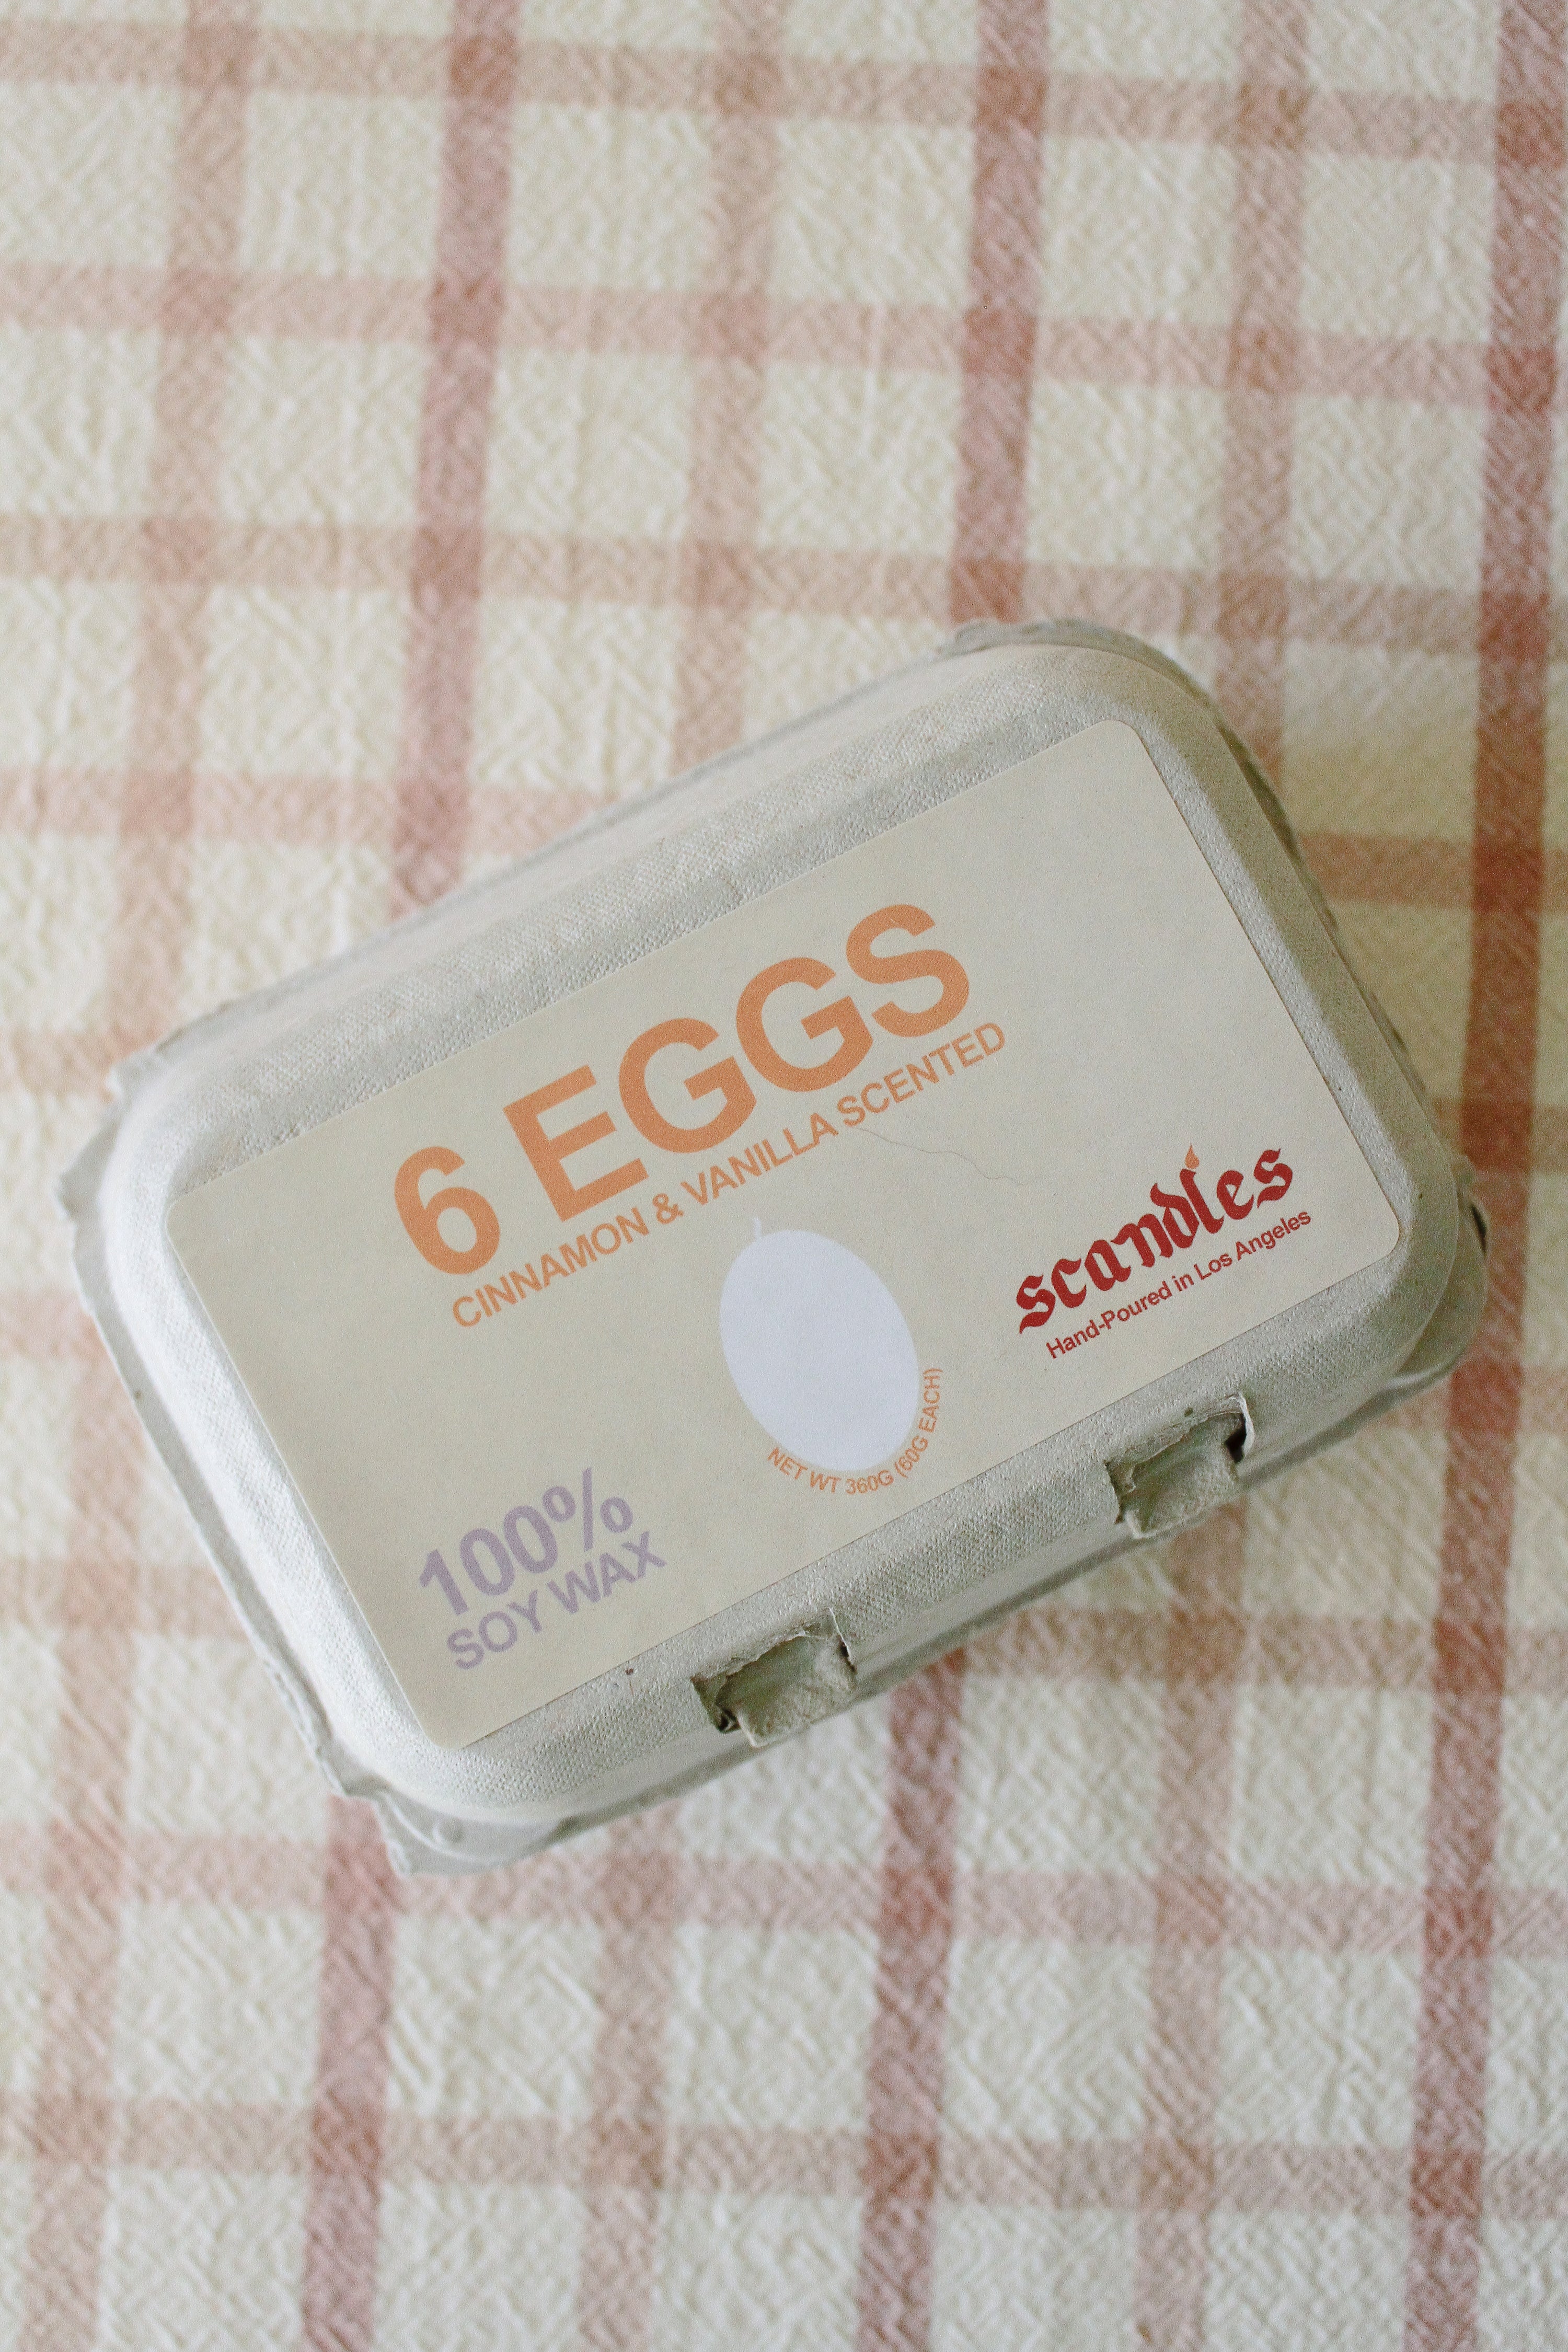 6 EGGS
CINNAMON & VANILLA SCENTED
scandles
Hand-Poured in Los Angeles
NET WT 360G (60G EACH)
100%
SOY WAX